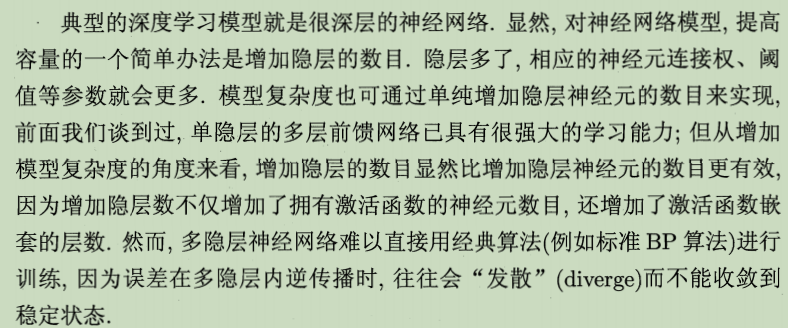 典型的深度学习模型就是很深层的神经网络. 显然, 对神经网络模型, 提高
容量的一个简单办法是增加隐层的数目. 隐层多了, 相应的神经元连接权、阈
值等参数就会更多. 模型复杂度也可通过单纯增加隐层神经元的数目来实现,
前面我们谈到过, 单隐层的多层前馈网络已具有很强大的学习能力; 但从增加
模型复杂度的角度来看, 增加隐层的数目显然比增加隐层神经元的数目更有效,
因为增加隐层数不仅增加了拥有激活函数的神经元数目, 还增加了激活函数嵌
套的层数. 然而, 多隐层神经网络难以直接用经典算法(例如标准 BP 算法)进行
训练, 因为误差在多隐层内逆传播时, 往往会“发散”(diverge)而不能收敛到
稳定状态.